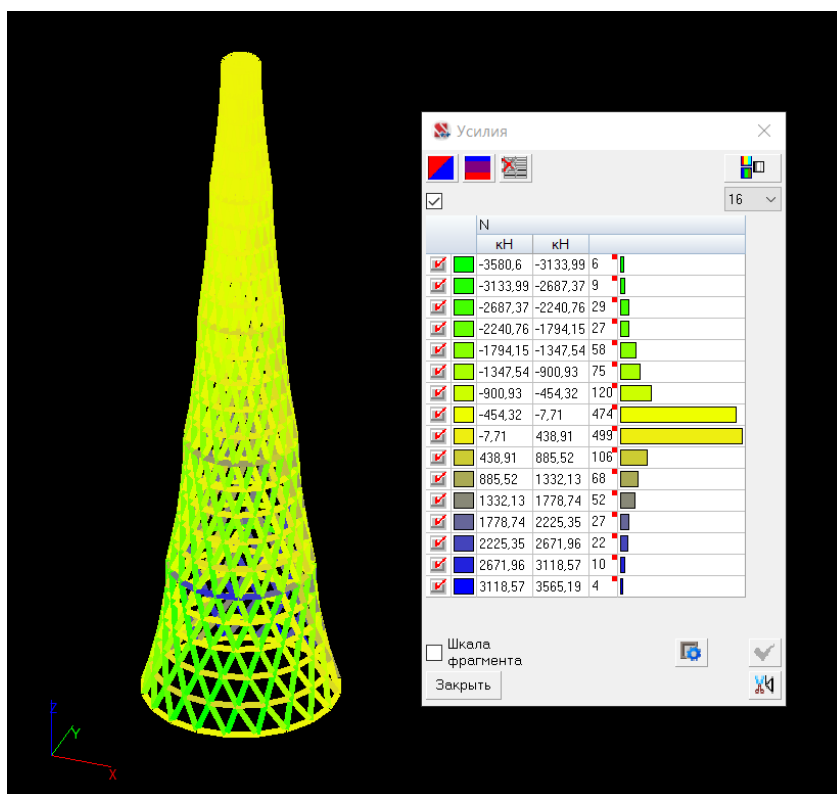 Усилия
16
N
кН кН
-3580,6 -3133,99 6
-3133,99 -2687,37 9
-2687,37 -2240,76 29
-2240,76 -1794,15 27
-1794,15 -1347,54 58
-1347,54 -900,93 75
-900,93 -454,32 120
-454,32 -7,71 474
-7,71 438,91 499
438,91 885,52 106
885,52 1332,13 68
1332,13 1778,74 52
1778,74 2225,35 27
2225,35 2671,96 22
2671,96 3118,57 10
3118,57 3565,19 4
Шкала
фрагмента
Закрыть
Z
Y
X